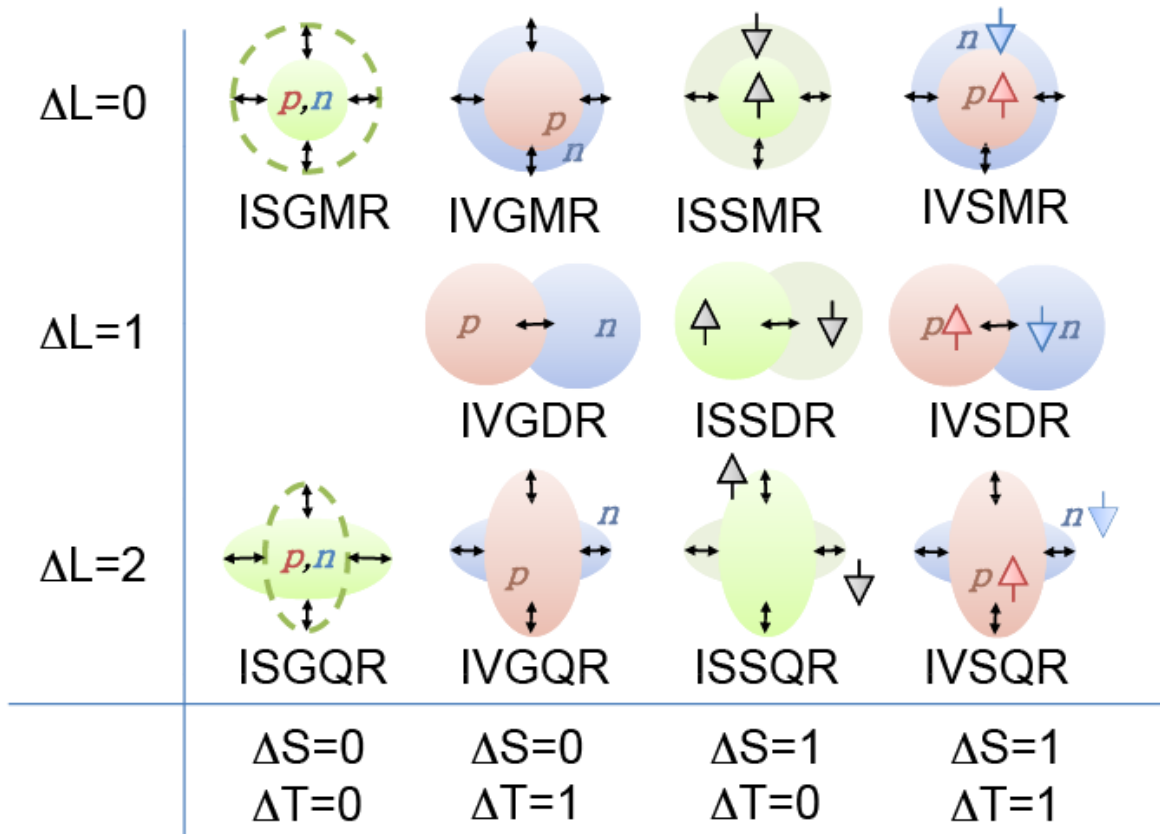 ΔL=0 p,n p n n p
ISGMR IVGMR ISSMR IVSMR
ΔL=1 p n p n
IVGDR ISSDR IVSDR
ΔL=2 p,n p n p n
ISGQR IVGQR ISSQR IVSQR
ΔS=0 ΔS=0 ΔS=1 ΔS=1
ΔT=0 ΔT=1 ΔT=0 ΔT=1